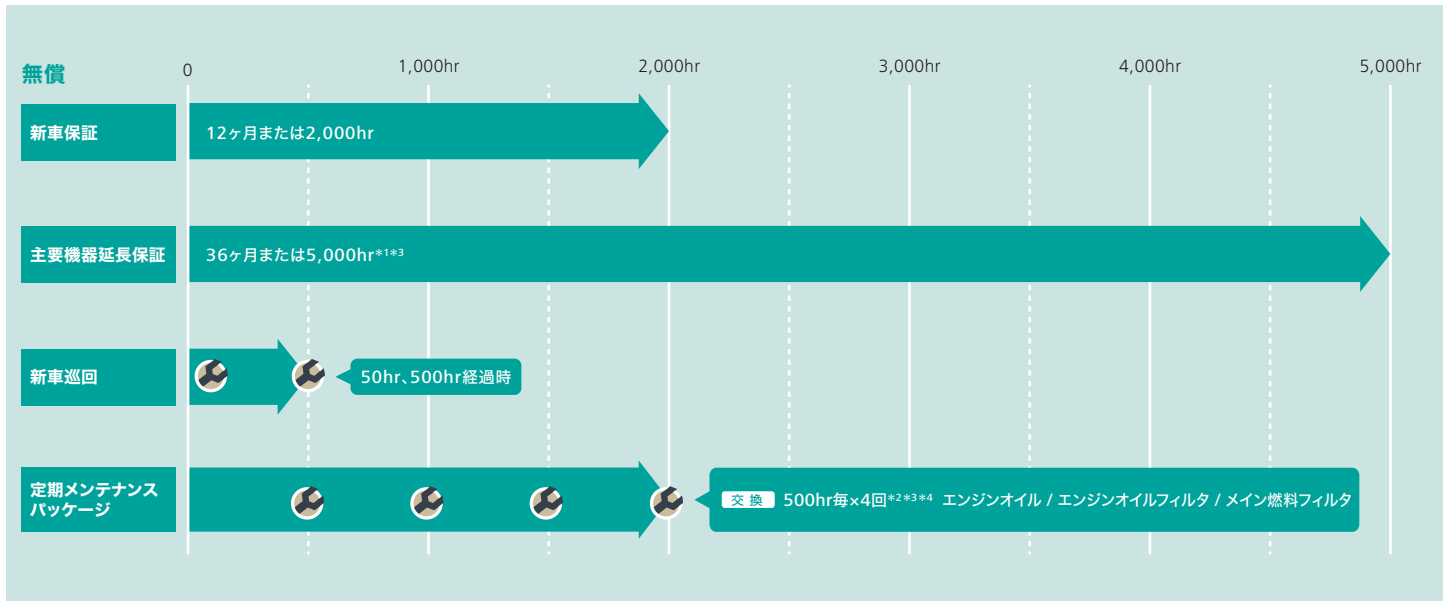 無償
0 1,000hr 2,000hr 3,000hr 4,000hr 5,000hr
新車保証
12ヶ月または2,000hr
主要機器延長保証
36ヶ月または5,000hr*1*3
新車巡回
50hr、500hr経過時
定期メンテナンス
パッケージ
交換 500hr毎×4回*2*3*4 エンジンオイル / エンジンオイルフィルタ / メイン燃料フィルタ